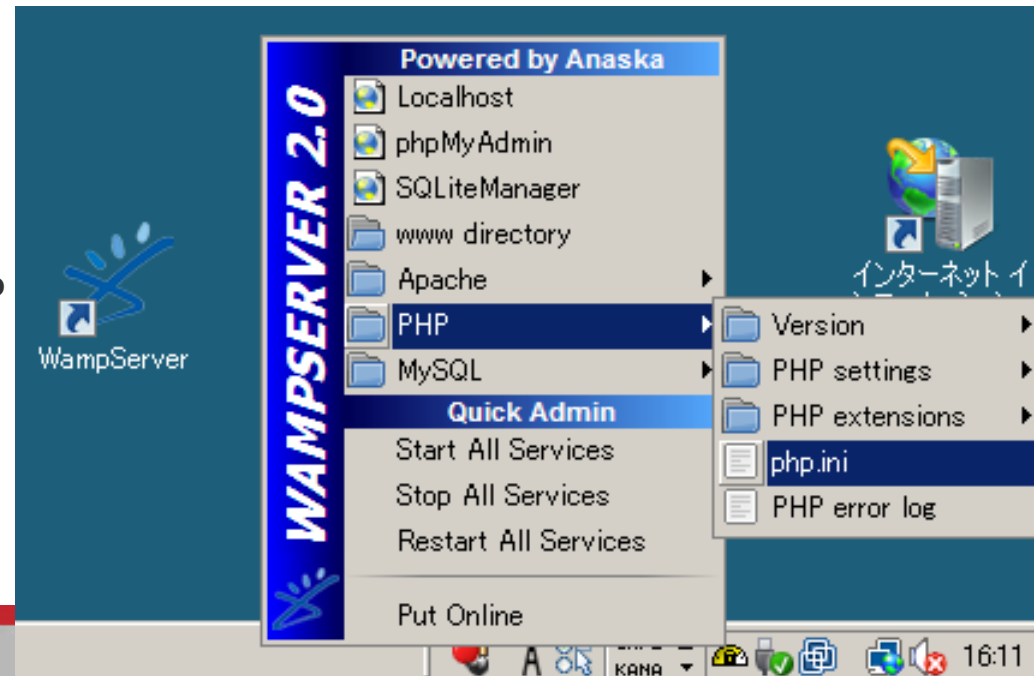 Powered by Anaska
WAMPSERVER 2.0
Localhost
phpMyAdmin
SQLiteManager
www directory
Apache
PHP
MySQL
Quick Admin
Start All Services
Stop All Services
Restart All Services
Put Online
Version
PHP settings
PHP extensions
php.ini
PHP error log
WampServer
インターネット イ
A
KANA
16:11